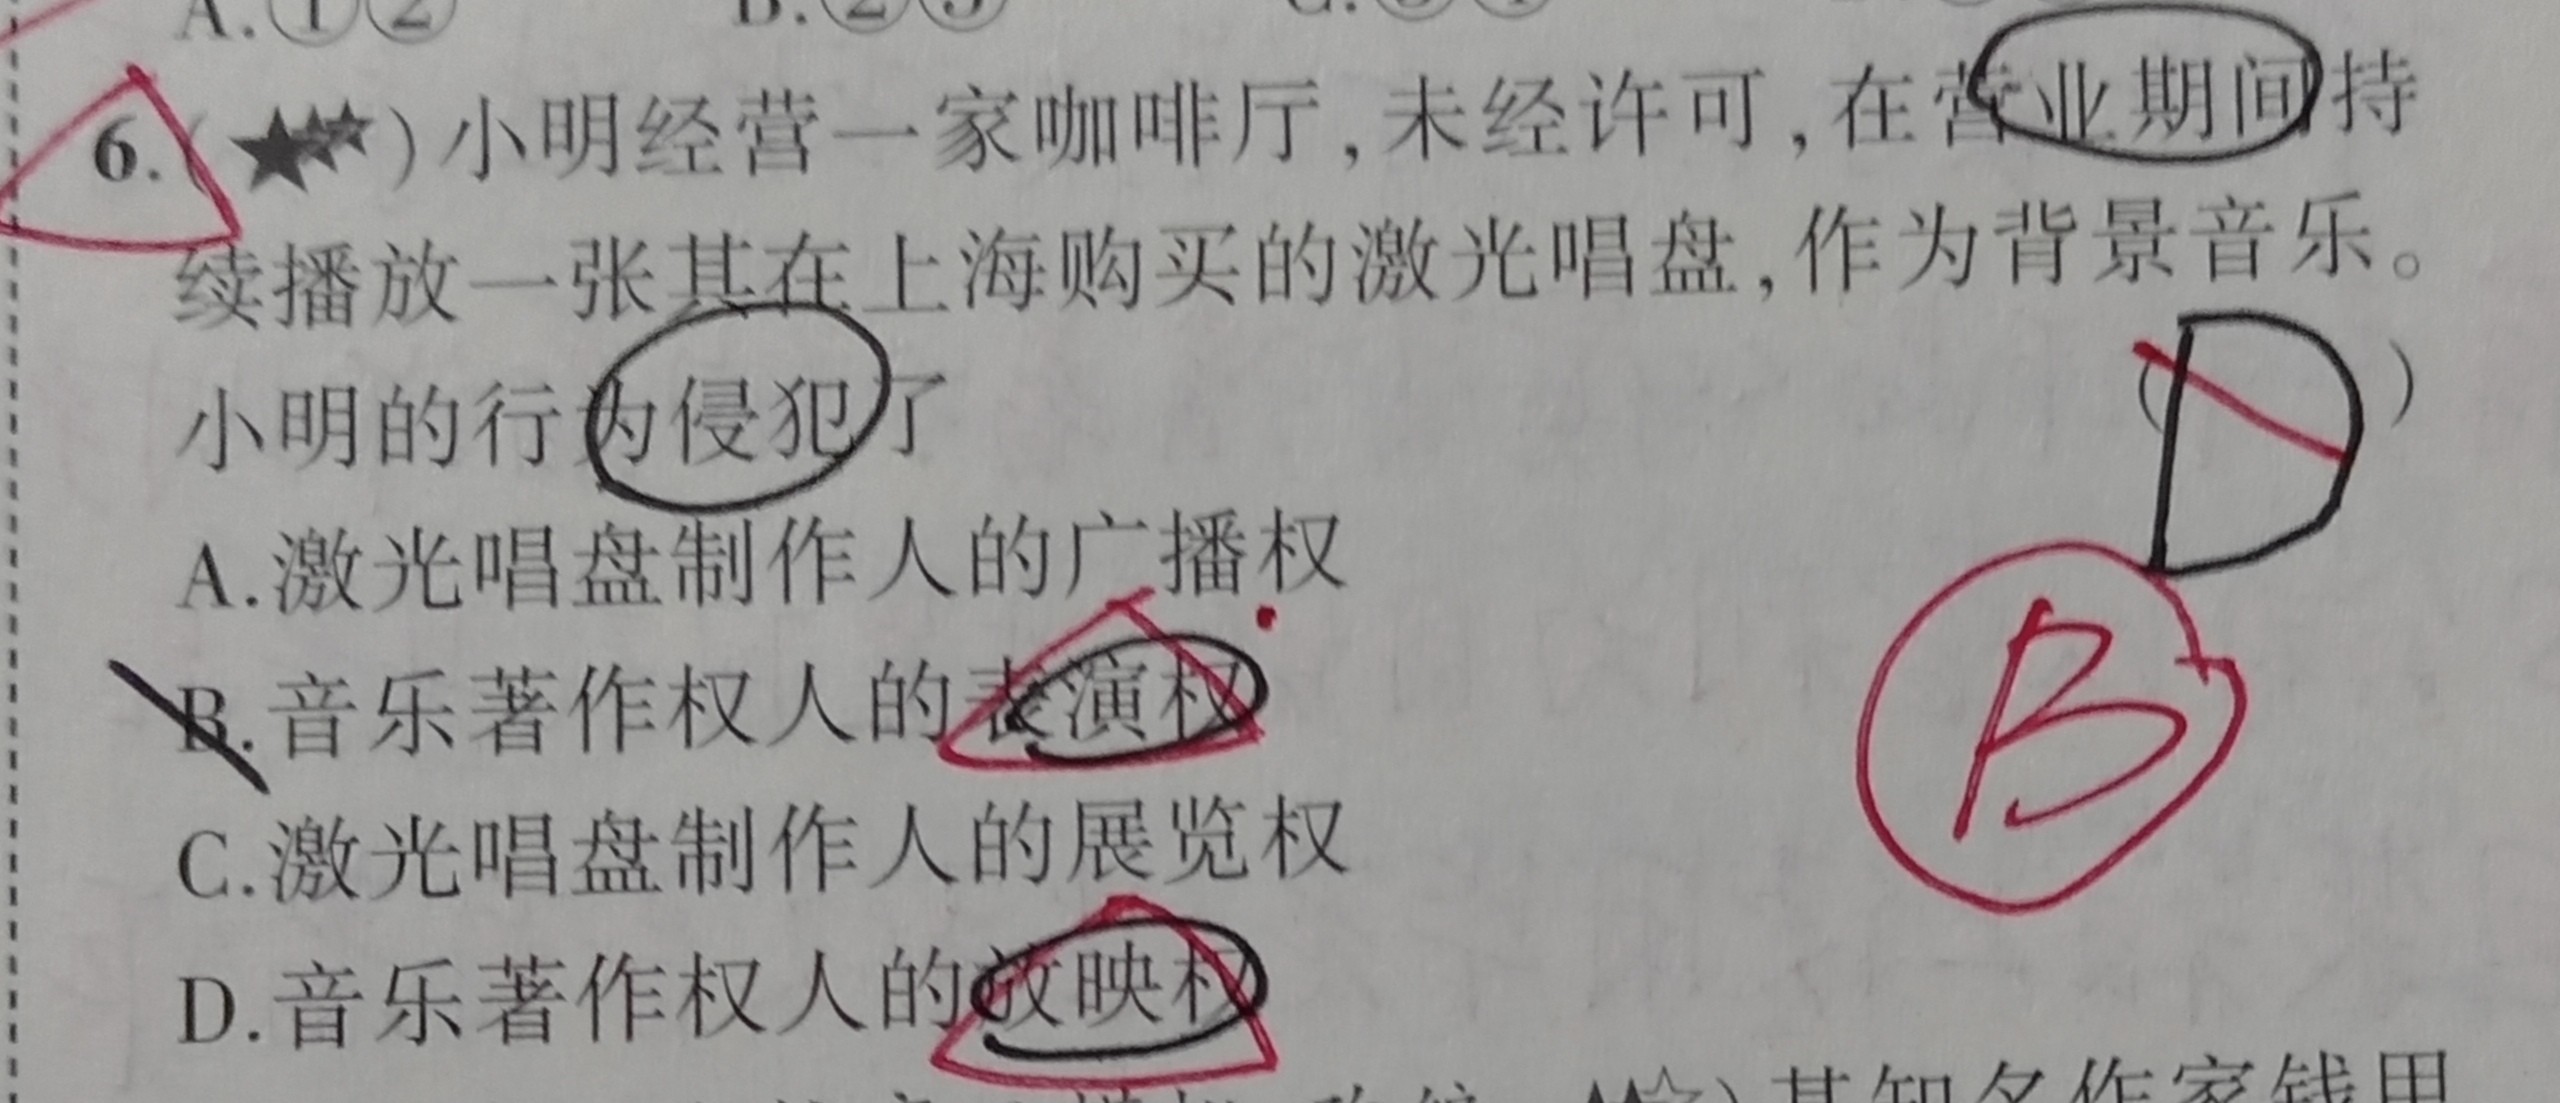 A.①②
6.(★★★)小明经营一家咖啡厅,未经许可,在营业期间持
续播放一张其在上海购买的激光唱盘,作为背景音乐。
小明的行为侵犯了 ( D )
A.激光唱盘制作人的广播权
B.音乐著作权人的表演权
B
C.激光唱盘制作人的展览权
D.音乐著作权人的放映权
某知名作家钱甲